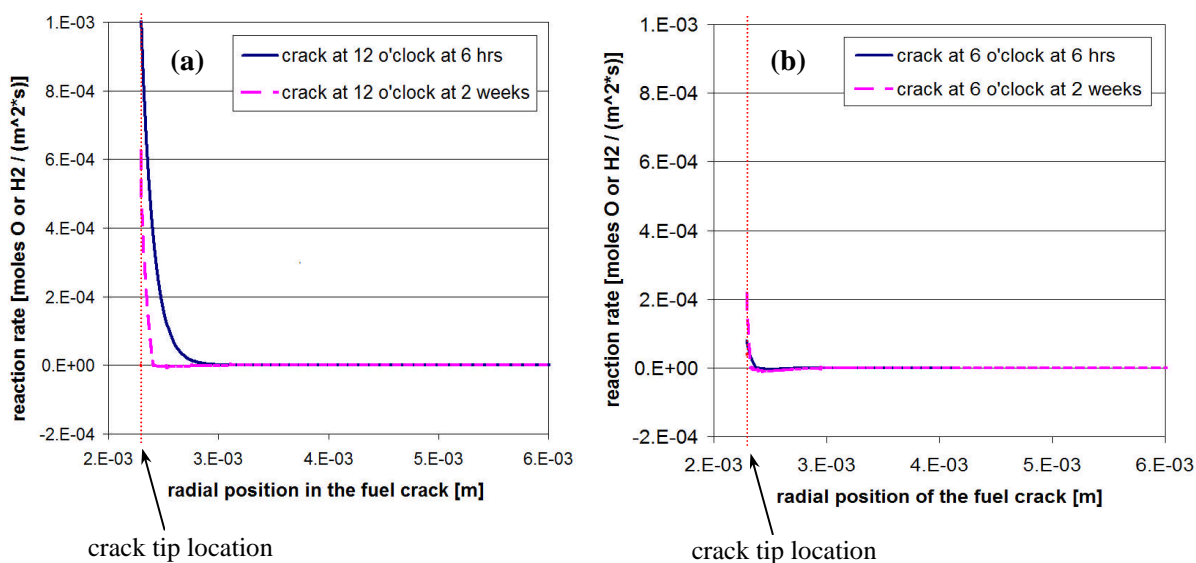 (a)
crack at 12 o'clock at 6 hrs
crack at 12 o'clock at 2 weeks
reaction rate [moles O or H2 / (m^2*s)]
1.E-03
8.E-04
6.E-04
4.E-04
2.E-04
0.E+00
-2.E-04
2.E-03 3.E-03 4.E-03 5.E-03 6.E-03
radial position in the fuel crack [m]
crack tip location
(b)
crack at 6 o'clock at 6 hrs
crack at 6 o'clock at 2 weeks
reaction rate [moles O or H2 / (m^2*s)]
1.E-03
8.E-04
6.E-04
4.E-04
2.E-04
0.E+00
-2.E-04
2.E-03 3.E-03 4.E-03 5.E-03 6.E-03
radial position of the fuel crack [m]
crack tip location